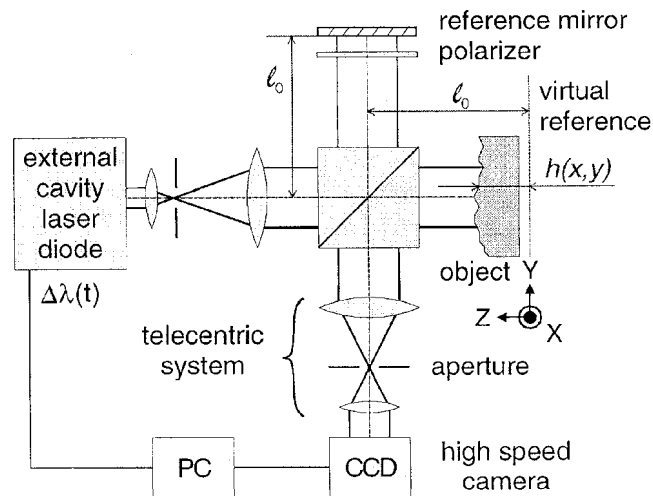 reference mirror
polarizer
ℓ₀
ℓ₀
virtual
reference
external
cavity
laser
diode
h(x,y)
Δλ(t)
object
Y
Z
X
telecentric
system
aperture
PC
CCD
high speed
camera